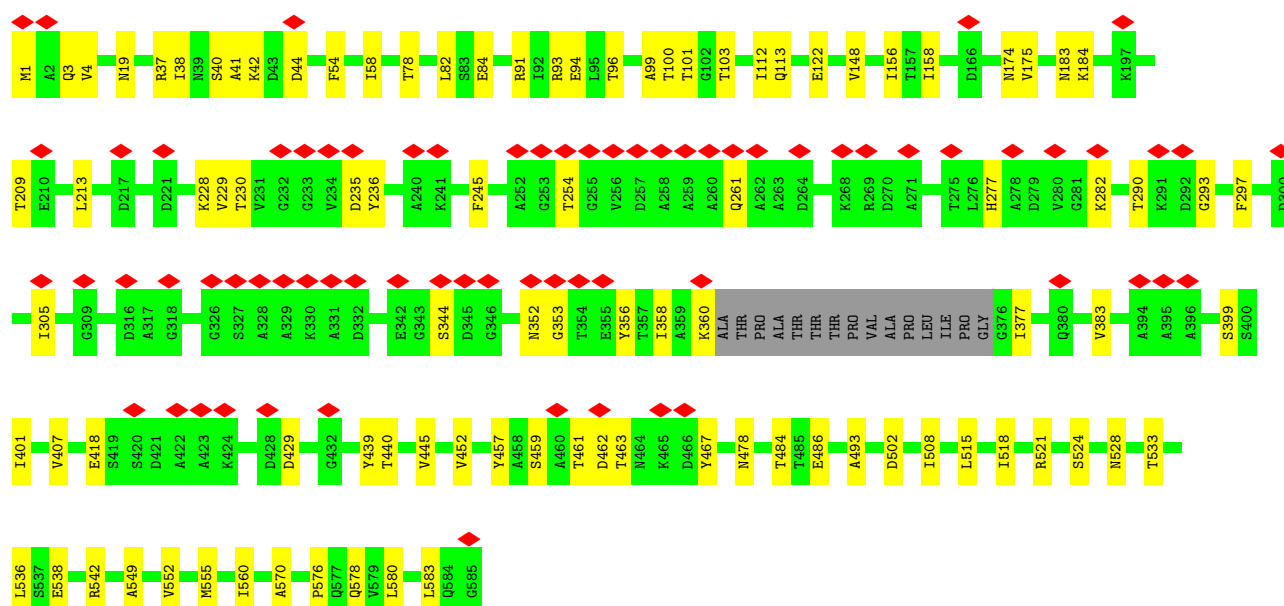 M1 A2 Q3 V4 N19 R37 I38 N39 S40 A41 K42 D43 D44 F54 I58 T78 L82 S83 E84 R91 I92 R93 E94 L95 T96 A99 T100 T101 G102 T103 I112 Q113 E122 V148 I156 T157 I158 D166 N174 V175 N183 K184 K197
T209 E210 L213 D217 D221 K228 V229 T230 V231 G232 G233 V234 D235 Y236 A240 K241 F245 A252 G253 T254 G255 V256 D257 A258 A259 A260 Q261 A262 A263 D264 K268 R269 D270 A271 T275 L276 H277 A278 D279 V280 G281 K282 T290 K291 D292 G293 F297 D300
I305 G309 D316 A317 G318 G326 S327 A328 A329 K330 A331 D332 E342 G343 S344 D345 G346 N352 G353 T354 E355 Y356 T357 I358 A359 K360 ALA THR PRO ALA THR THR THR PRO VAL ALA PRO LEU ILE PRO GLY G376 I377 Q380 V383 A394 A395 A396 S399 S400
I401 V407 E418 S419 S420 D421 A422 A423 K424 D428 D429 G432 Y439 T440 V445 V452 Y457 A458 S459 A460 T461 D462 T463 N464 K465 D466 Y467 N478 T484 T485 E486 A493 D502 I508 L515 I518 R521 S524 N528 T533
L536 S537 E538 R542 A549 V552 M555 I560 A570 P576 Q577 Q578 V579 L580 L583 Q584 G585